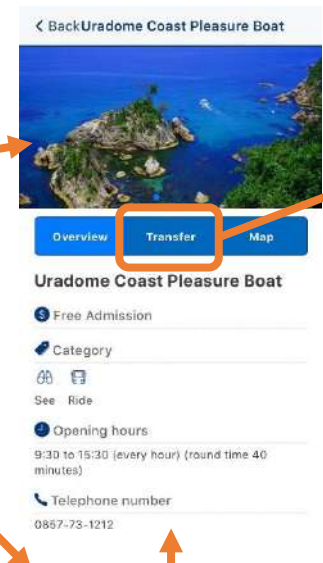 < BackUradome Coast Pleasure Boat
Overview Transfer Map
Uradome Coast Pleasure Boat
Free Admission
Category
See Ride
Opening hours
9:30 to 15:30 (every hour) (round time 40
minutes)
Telephone number
0857-73-1212